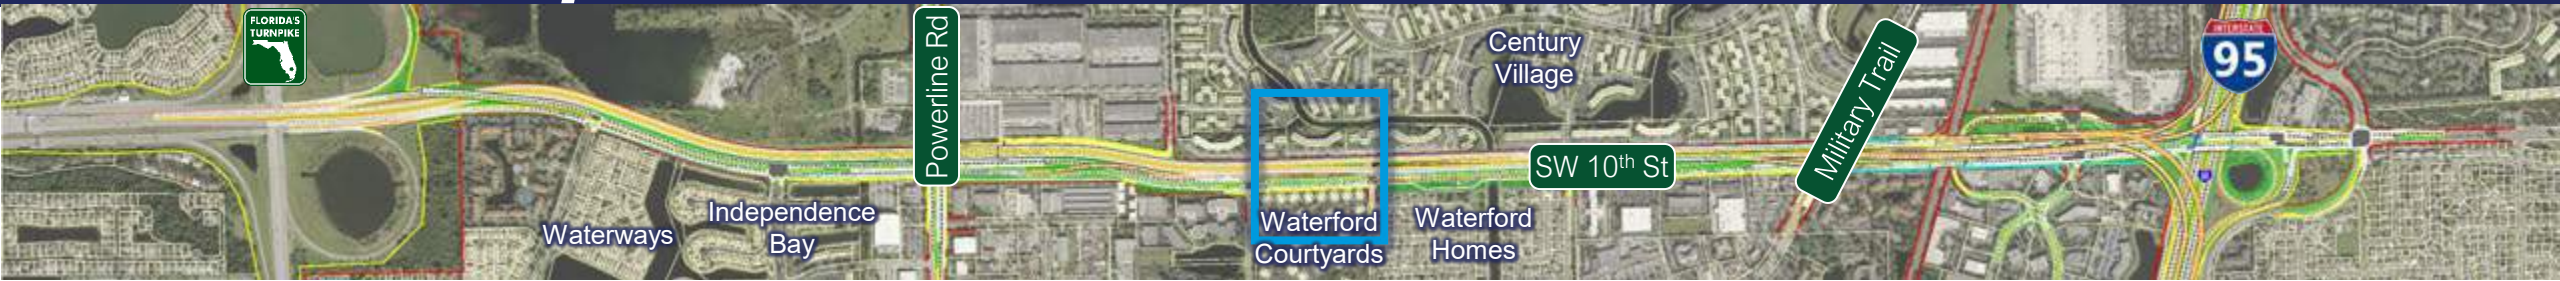 FLORIDA'S
TURNPIKE
Powerline Rd
Century
Village
Military Trail
INTERSTATE
95
SW 10th St
Waterways
Independence
Bay
Waterford
Courtyards
Waterford
Homes